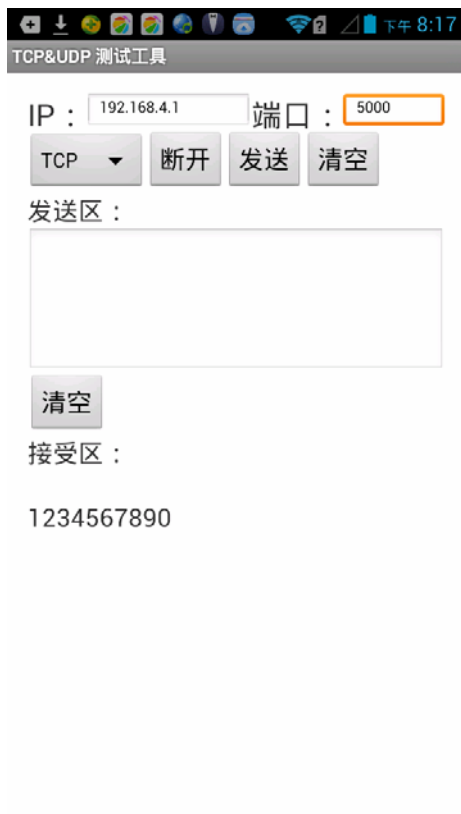 下午 8:17
TCP&UDP 测试工具
IP： 192.168.4.1 端口： 5000
TCP 断开 发送 清空
发送区：
清空
接受区：
1234567890